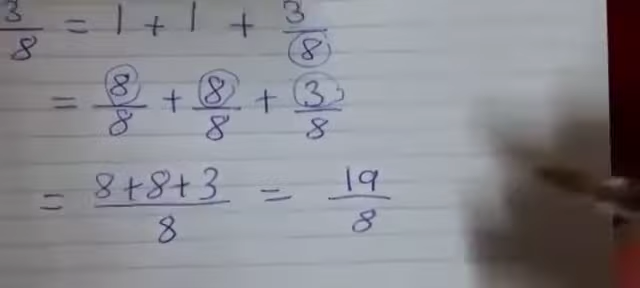 3/8 = 1 + 1 + 3/8
= 8/8 + 8/8 + 3/8
= 8+8+3/8 = 19/8